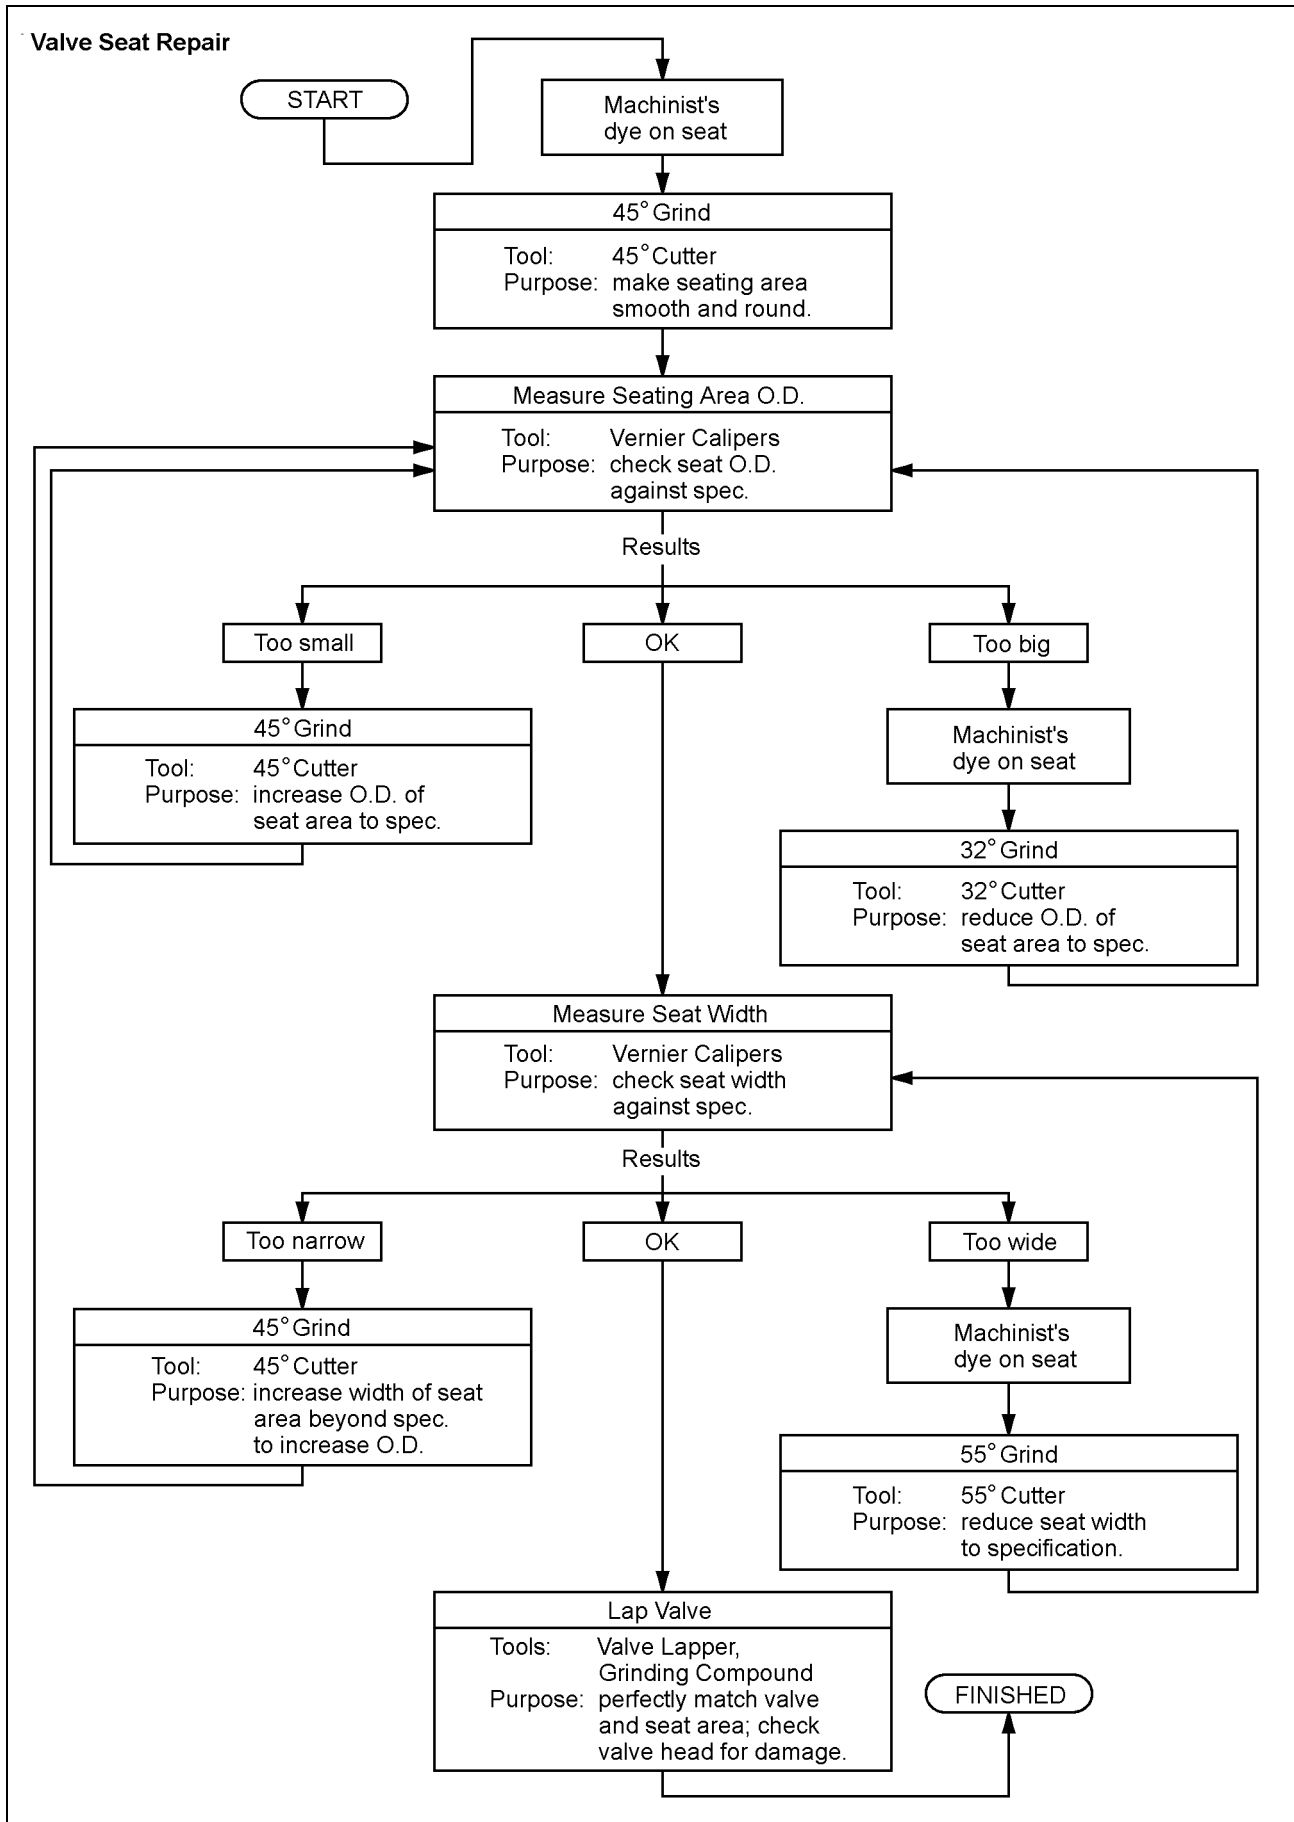 Valve Seat Repair
START
Machinist's
dye on seat
45° Grind
Tool: 45° Cutter
Purpose: make seating area
smooth and round.
Measure Seating Area O.D.
Tool: Vernier Calipers
Purpose: check seat O.D.
against spec.
Results
Too small
OK
Too big
45° Grind
Tool: 45° Cutter
Purpose: increase O.D. of
seat area to spec.
Machinist's
dye on seat
32° Grind
Tool: 32° Cutter
Purpose: reduce O.D. of
seat area to spec.
Measure Seat Width
Tool: Vernier Calipers
Purpose: check seat width
against spec.
Results
Too narrow
OK
Too wide
45° Grind
Tool: 45° Cutter
Purpose: increase width of seat
area beyond spec.
to increase O.D.
Machinist's
dye on seat
55° Grind
Tool: 55° Cutter
Purpose: reduce seat width
to specification.
Lap Valve
Tools: Valve Lapper,
Grinding Compound
Purpose: perfectly match valve
and seat area; check
valve head for damage.
FINISHED